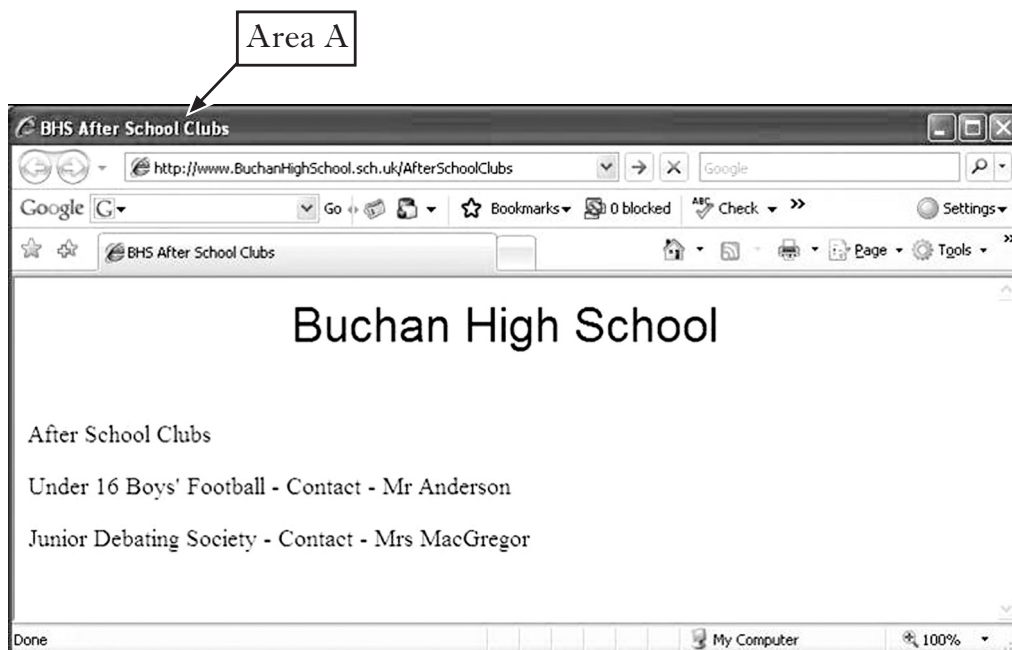 Area A
BHS After School Clubs
http://www.BuchanHighSchool.sch.uk/AfterSchoolClubs Google
Google G Go Bookmarks 0 blocked ABC Check » Settings
BHS After School Clubs Page Tools »
Buchan High School
After School Clubs
Under 16 Boys' Football - Contact - Mr Anderson
Junior Debating Society - Contact - Mrs MacGregor
Done My Computer 100%